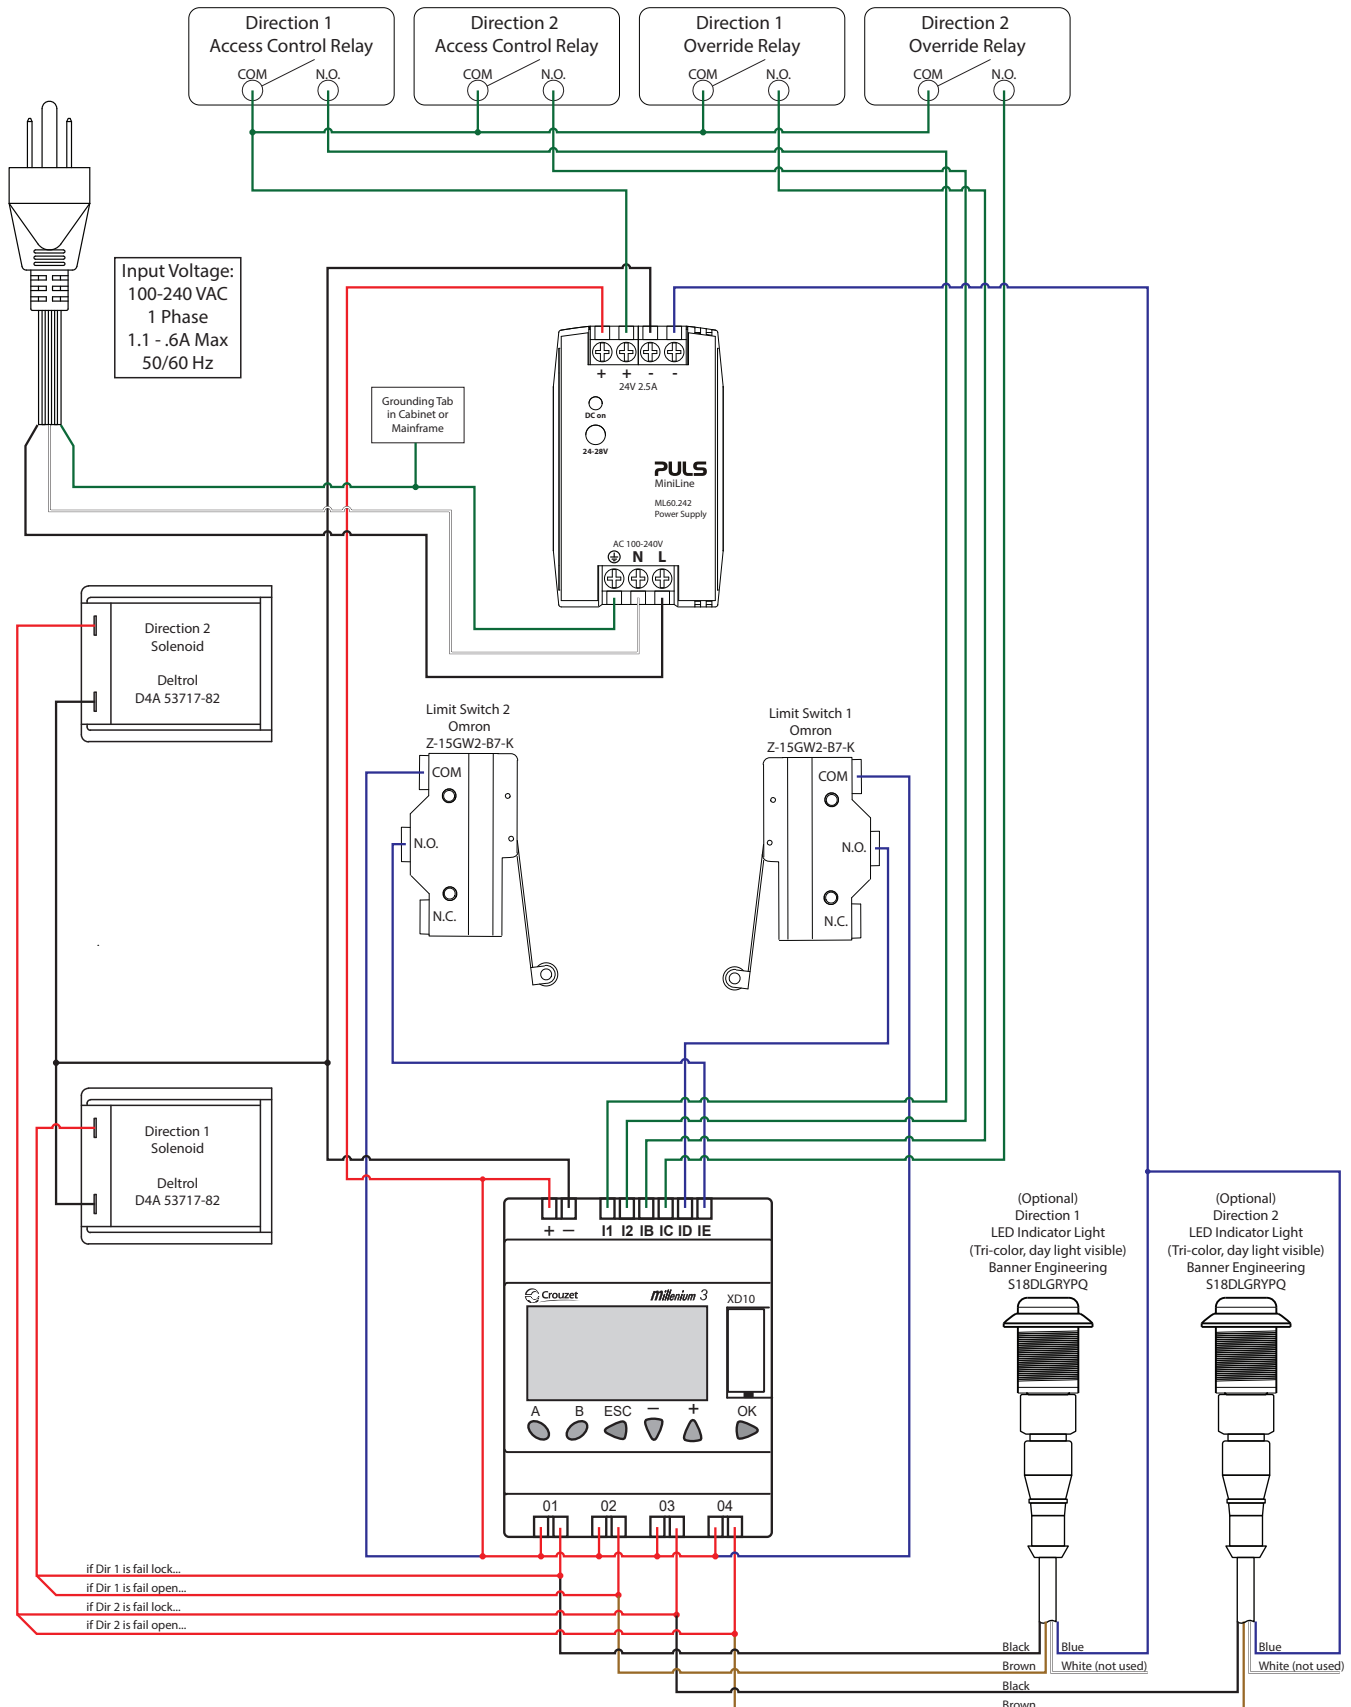 Direction 1
Access Control Relay
COM
N.O.
Direction 2
Access Control Relay
COM
N.O.
Direction 1
Override Relay
COM
N.O.
Direction 2
Override Relay
COM
N.O.
Input Voltage:
100-240 VAC
1 Phase
1.1 - .6A Max
50/60 Hz
Grounding Tab
in Cabinet or
Mainframe
+ + - -
24V 2.5A
DC on
24-28V
PULS
MiniLine
ML60.242
Power Supply
AC 100-240V
N L
Direction 2
Solenoid
Deltrol
D4A 53717-82
Limit Switch 2
Omron
Z-15GW2-B7-K
COM
N.O.
N.C.
Limit Switch 1
Omron
Z-15GW2-B7-K
COM
N.O.
N.C.
Direction 1
Solenoid
Deltrol
D4A 53717-82
+ − I1 I2 IB IC ID IE
Crouzet
Millenium 3
XD10
A B ESC − + OK
01 02 03 04
(Optional)
Direction 1
LED Indicator Light
(Tri-color, day light visible)
Banner Engineering
S18DLGRYPQ
(Optional)
Direction 2
LED Indicator Light
(Tri-color, day light visible)
Banner Engineering
S18DLGRYPQ
if Dir 1 is fail lock...
if Dir 1 is fail open...
if Dir 2 is fail lock...
if Dir 2 is fail open...
Black
Blue
Blue
Brown
White (not used)
White (not used)
Black
Brown